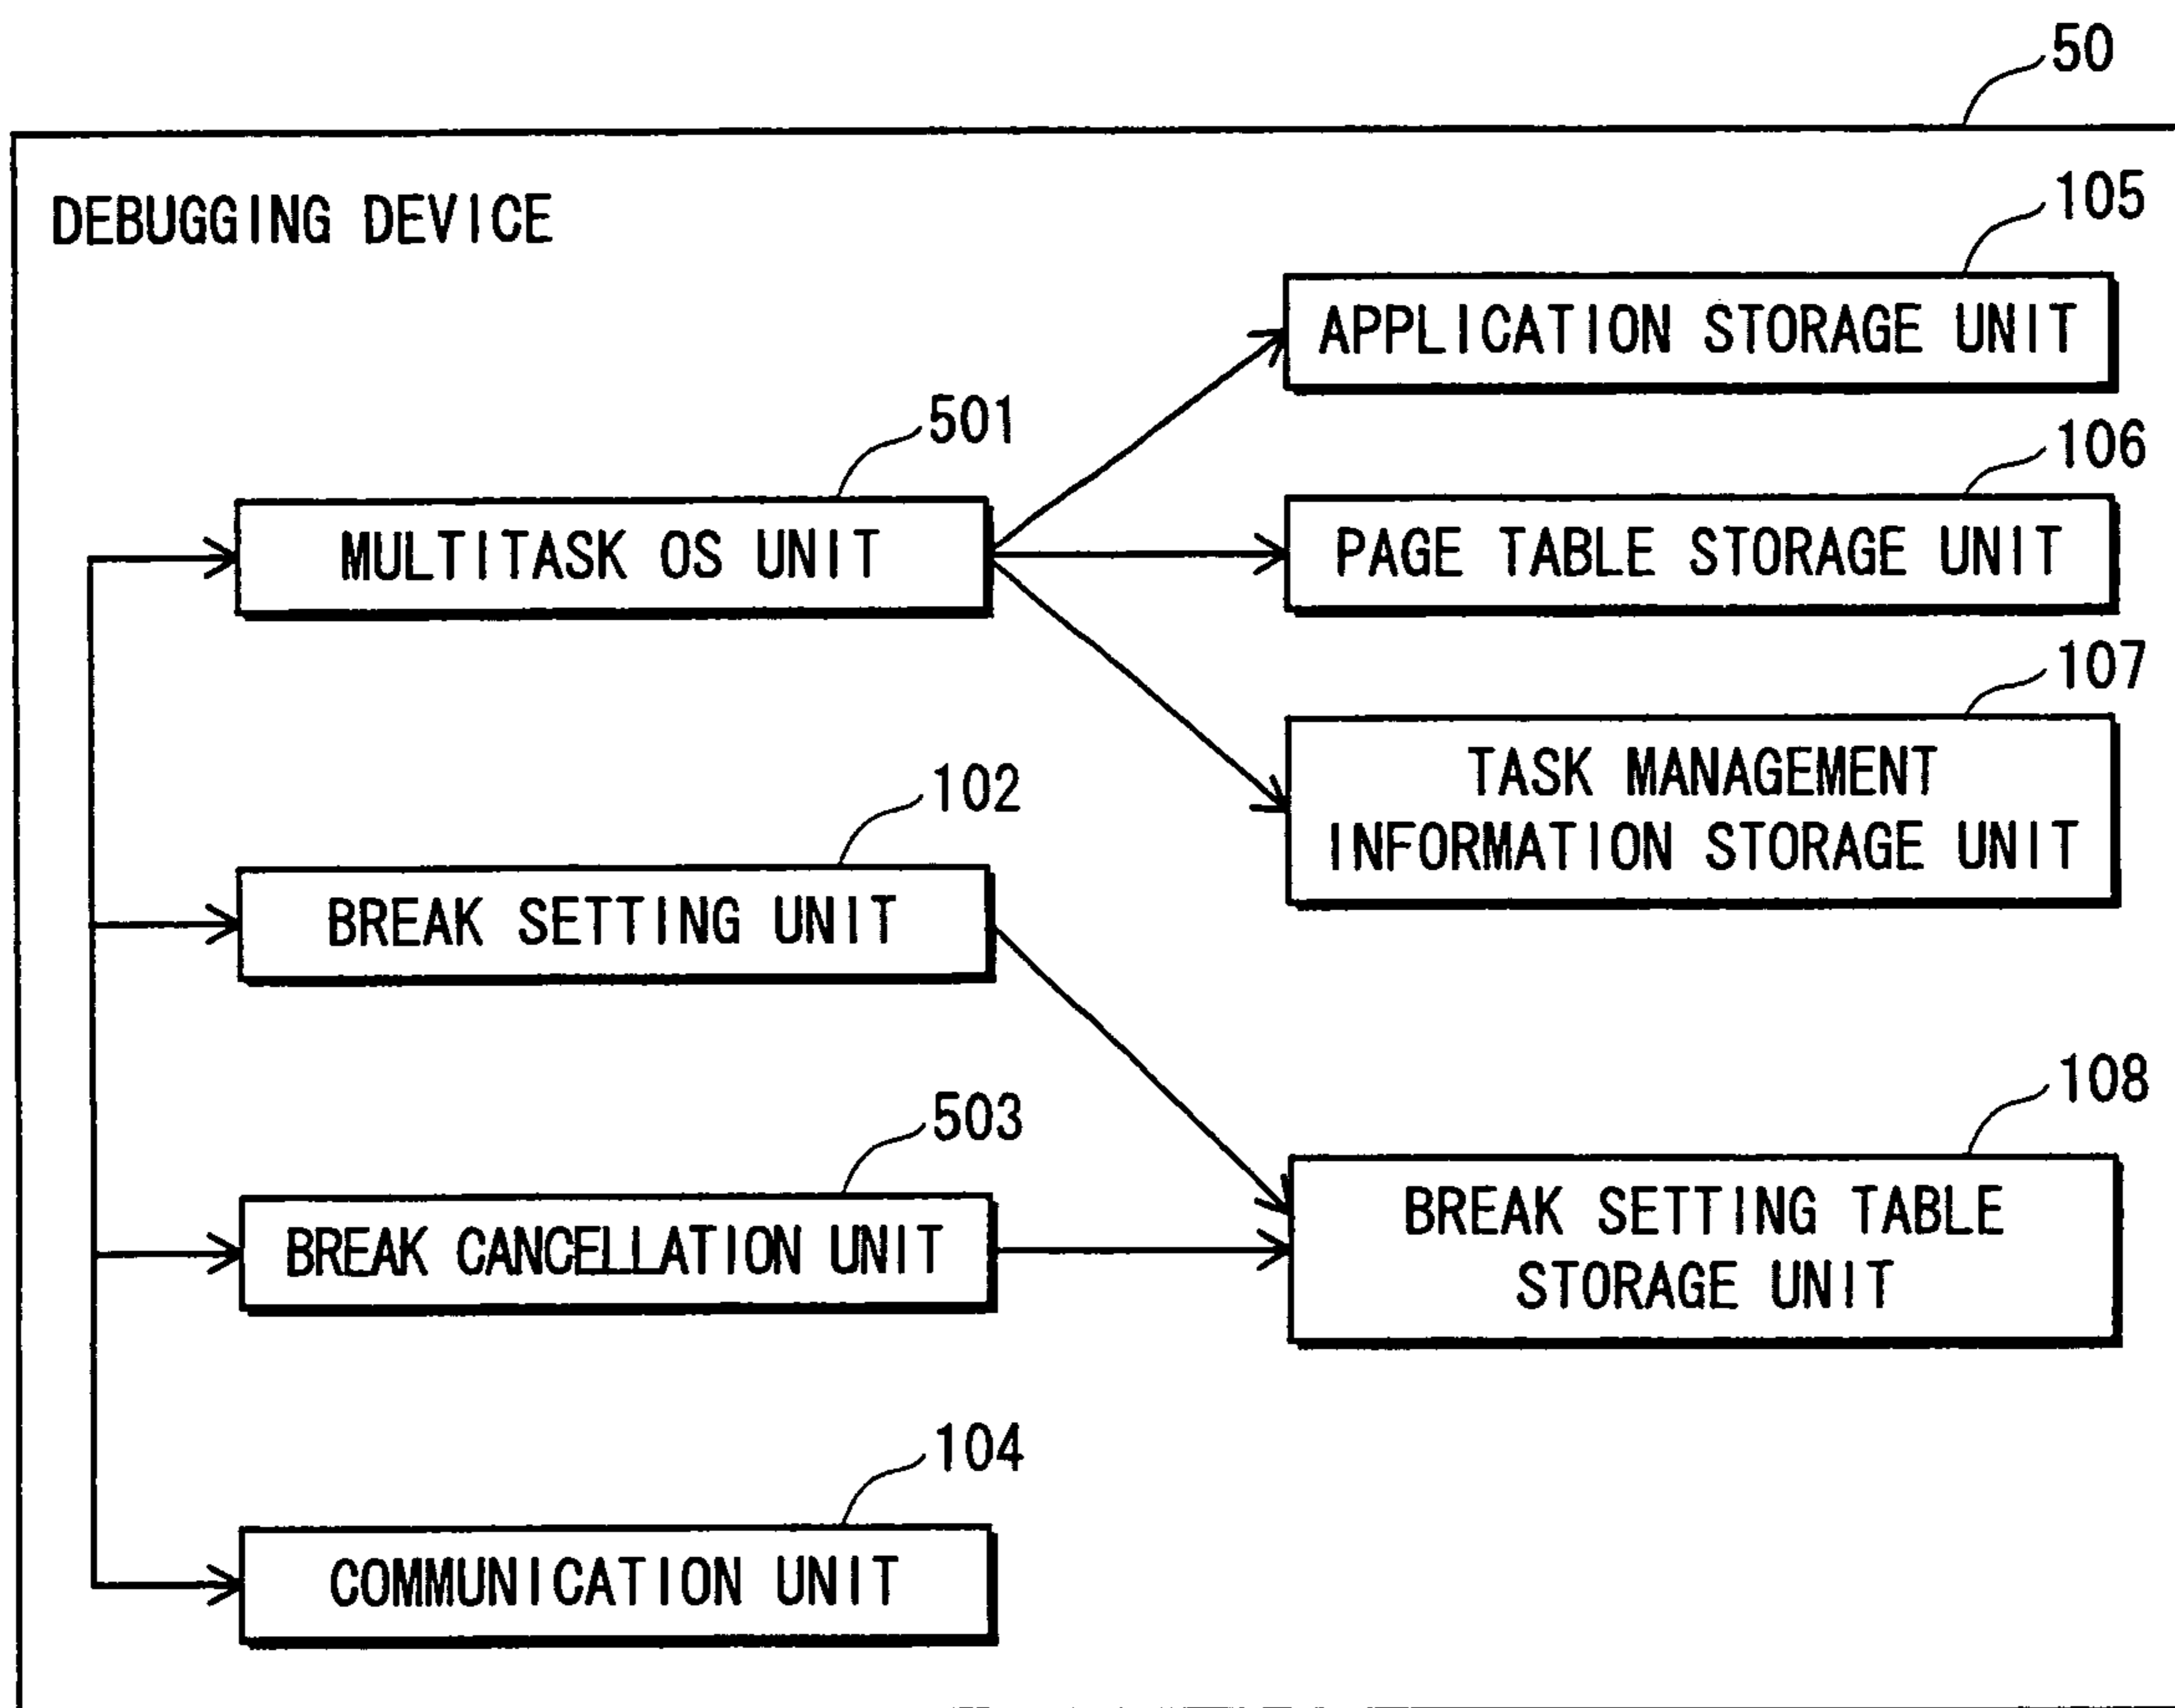 50
DEBUGGING DEVICE
105
APPLICATION STORAGE UNIT
501
106
MULTITASK OS UNIT
PAGE TABLE STORAGE UNIT
107
TASK MANAGEMENT
INFORMATION STORAGE UNIT
102
BREAK SETTING UNIT
108
503
BREAK SETTING TABLE
STORAGE UNIT
BREAK CANCELLATION UNIT
104
COMMUNICATION UNIT